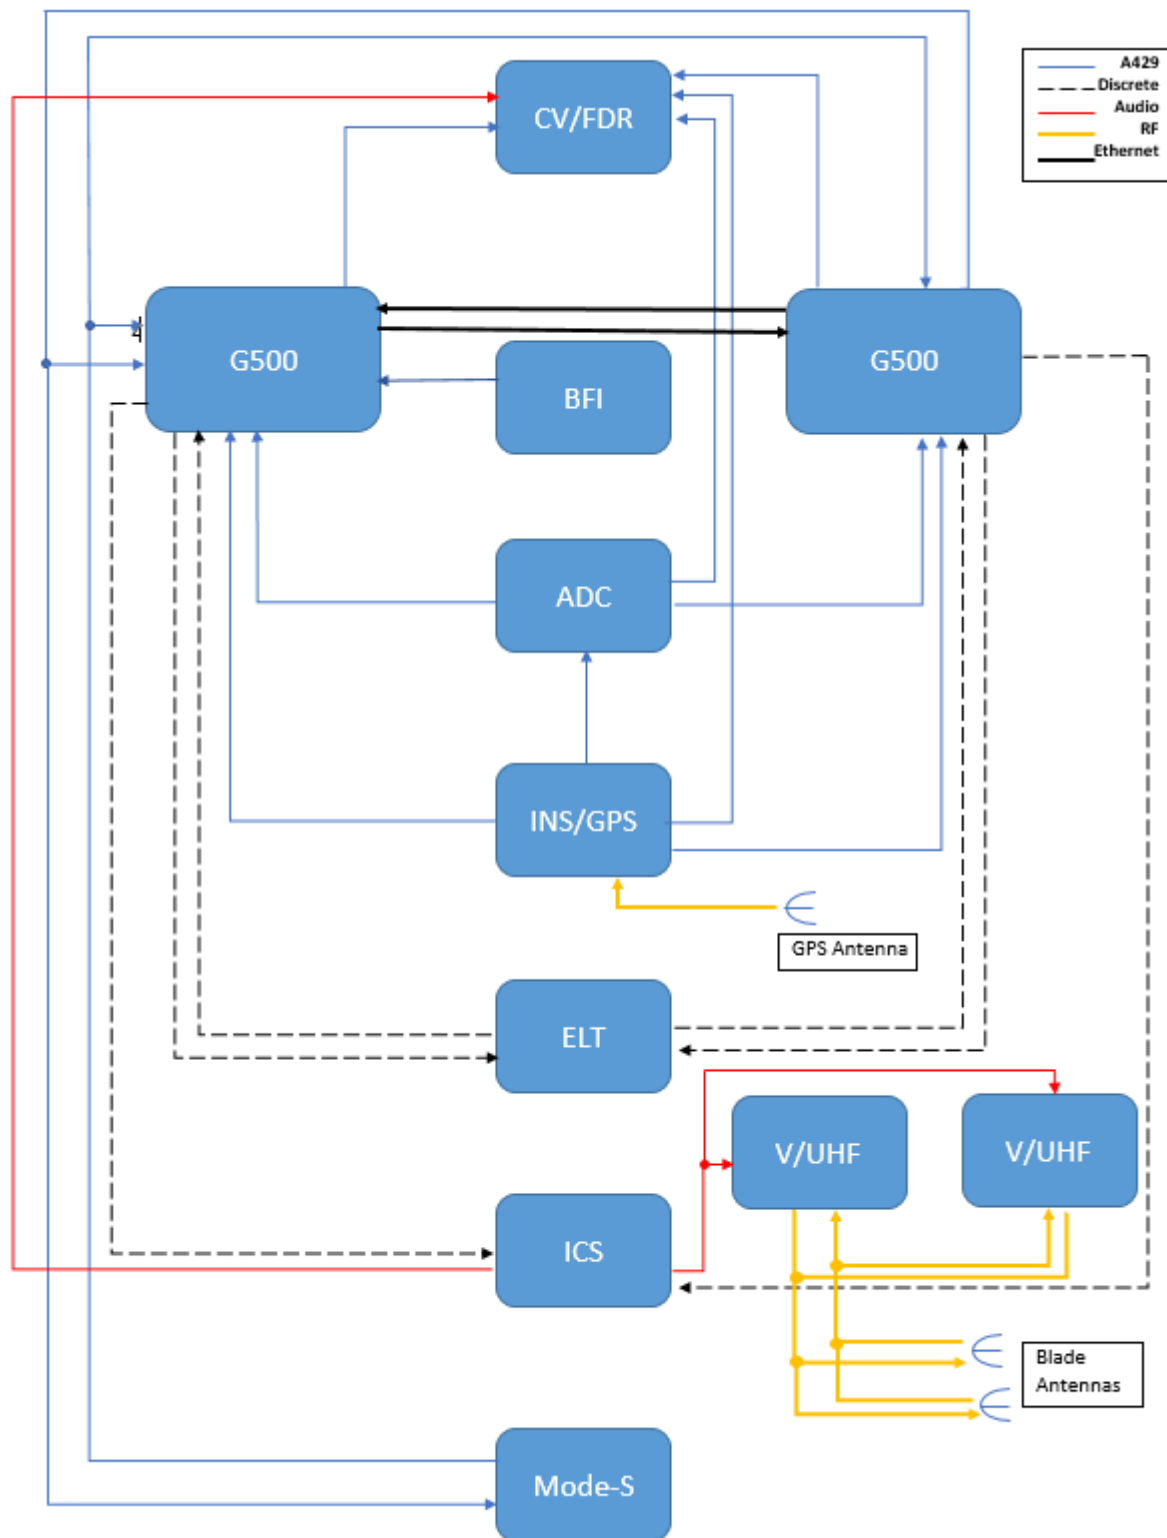 A429
Discrete
Audio
RF
Ethernet
CV/FDR
G500
G500
BFI
ADC
INS/GPS
GPS Antenna
ELT
V/UHF
V/UHF
ICS
Blade
Antennas
Mode-S